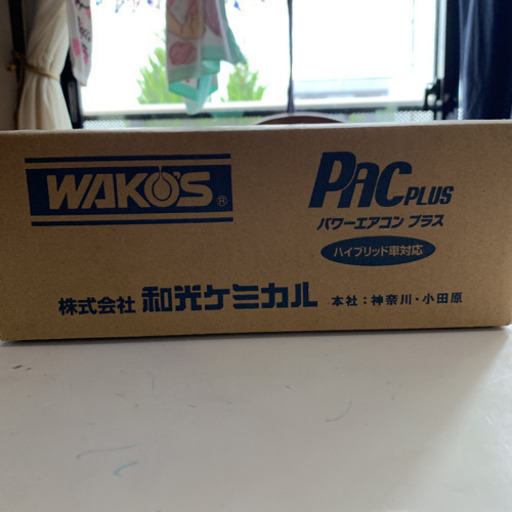 WAKO'S®
PAC PLUS
パワーエアコン プラス
ハイブリッド車対応
株式会社 和光ケミカル 本社：神奈川・小田原